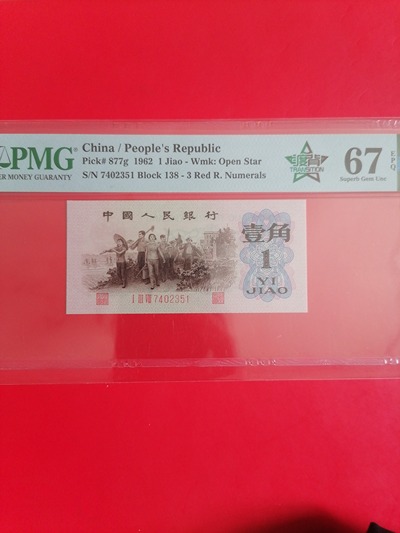 PMG
ER MONEY GUARANTY
China / People's Republic
Pick# 877g 1962 1 Jiao - Wmk: Open Star
S/N 7402351 Block 138 - 3 Red R. Numerals
TRANSITION
67 EPQ
Superb Gem Unc
中國人民銀行
壹角
1
YI
JIAO
I III VIII 7402351